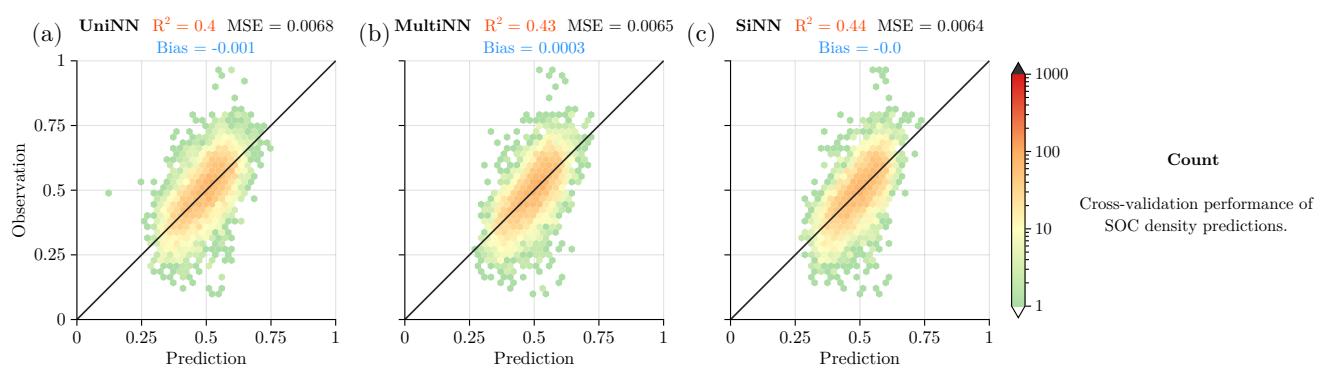 (a) UniNN R² = 0.4 MSE = 0.0068
Bias = -0.001
(b) MultiNN R² = 0.43 MSE = 0.0065
Bias = 0.0003
(c) SiNN R² = 0.44 MSE = 0.0064
Bias = -0.0
Observation
1
0.75
0.5
0.25
0
0 0.25 0.5 0.75 1
Prediction
0 0.25 0.5 0.75 1
Prediction
0 0.25 0.5 0.75 1
Prediction
1000
100
10
1
Count
Cross-validation performance of
SOC density predictions.